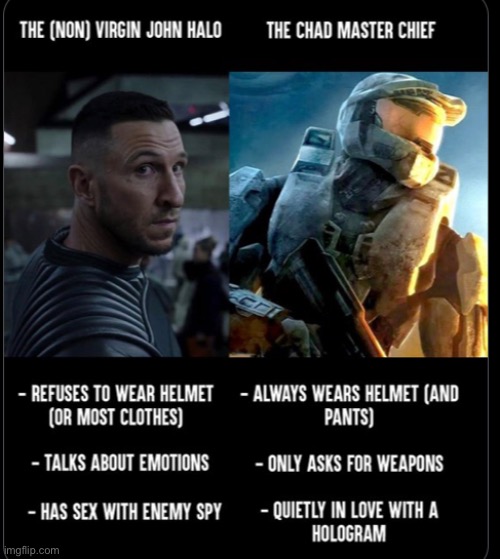 THE (NON) VIRGIN JOHN HALO
THE CHAD MASTER CHIEF
- REFUSES TO WEAR HELMET
(OR MOST CLOTHES)
- TALKS ABOUT EMOTIONS
- HAS SEX WITH ENEMY SPY
- ALWAYS WEARS HELMET (AND
PANTS)
- ONLY ASKS FOR WEAPONS
- QUIETLY IN LOVE WITH A
HOLOGRAM
imgflip.com